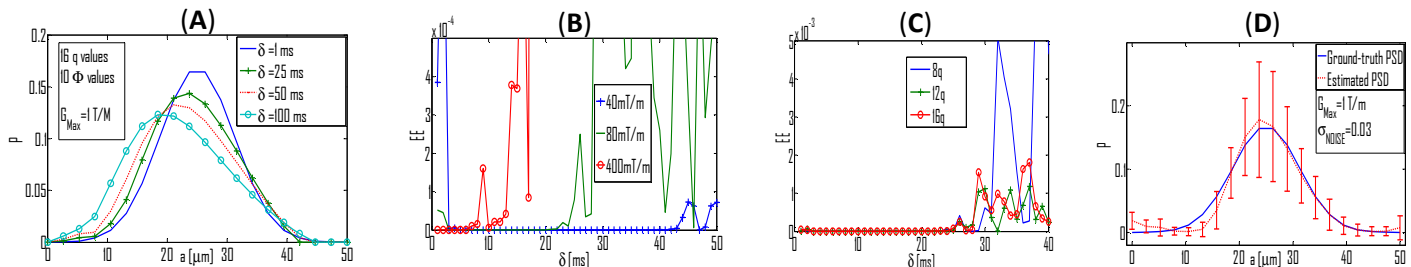 (A)
P
0.2
0.15
0.1
0.05
0
16 q values
10 Φ values
G_Max=1 T/M
δ =1 ms
δ =25 ms
δ =50 ms
δ =100 ms
0 10 20 30 40 50
a [μm]
(B)
×10^-4
EE
4
3
2
1
0
40mT/m
80mT/m
400mT/m
0 10 20 30 40 50
δ [ms]
(C)
×10^-3
EE
5
4
3
2
1
0
8q
12q
16q
0 10 20 30 40
δ [ms]
(D)
P
0.2
0.1
0
Ground-truth PSD
Estimated PSD
G_Max=1 T/m
σ_NOISE=0.03
0 10 20 30 40 50
a [μm]